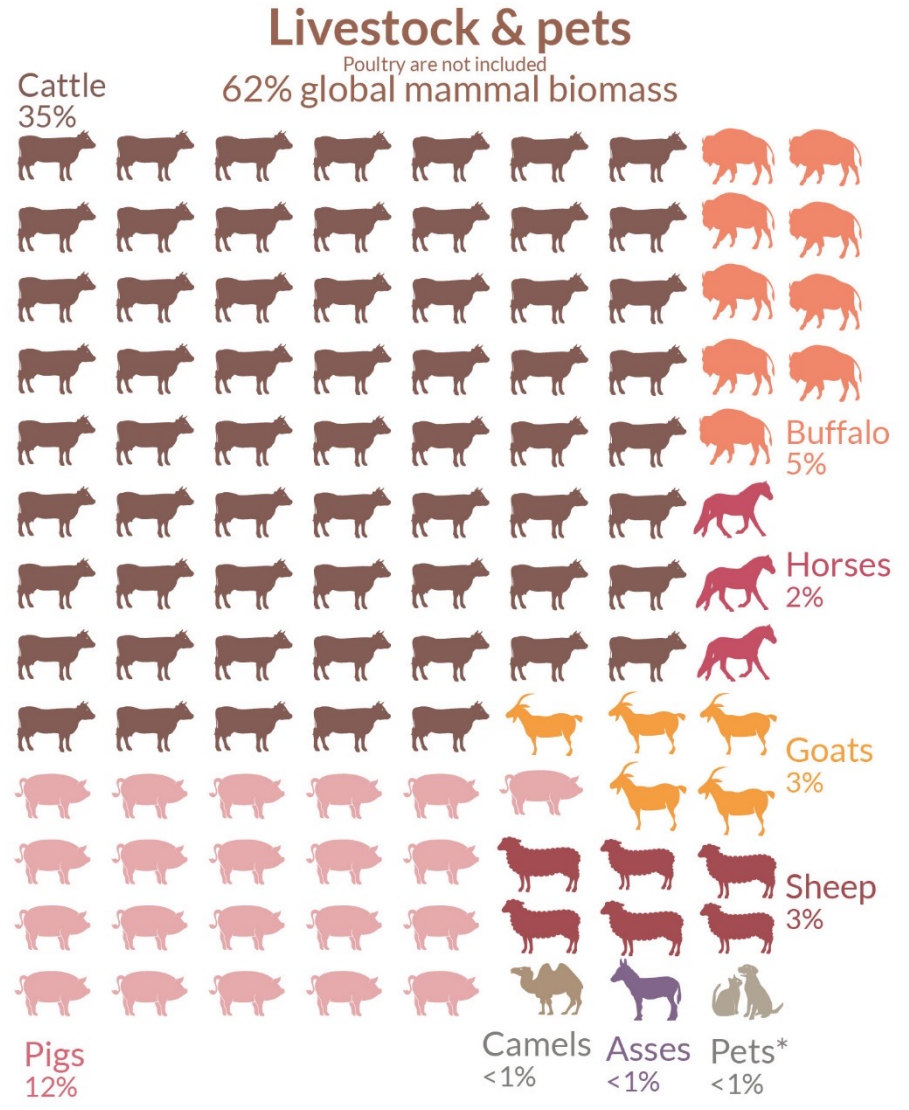 Livestock & pets
Poultry are not included
62% global mammal biomass
Cattle
35%
Buffalo
5%
Horses
2%
Goats
3%
Sheep
3%
Pigs
12%
Camels
<1%
Asses
<1%
Pets*
<1%